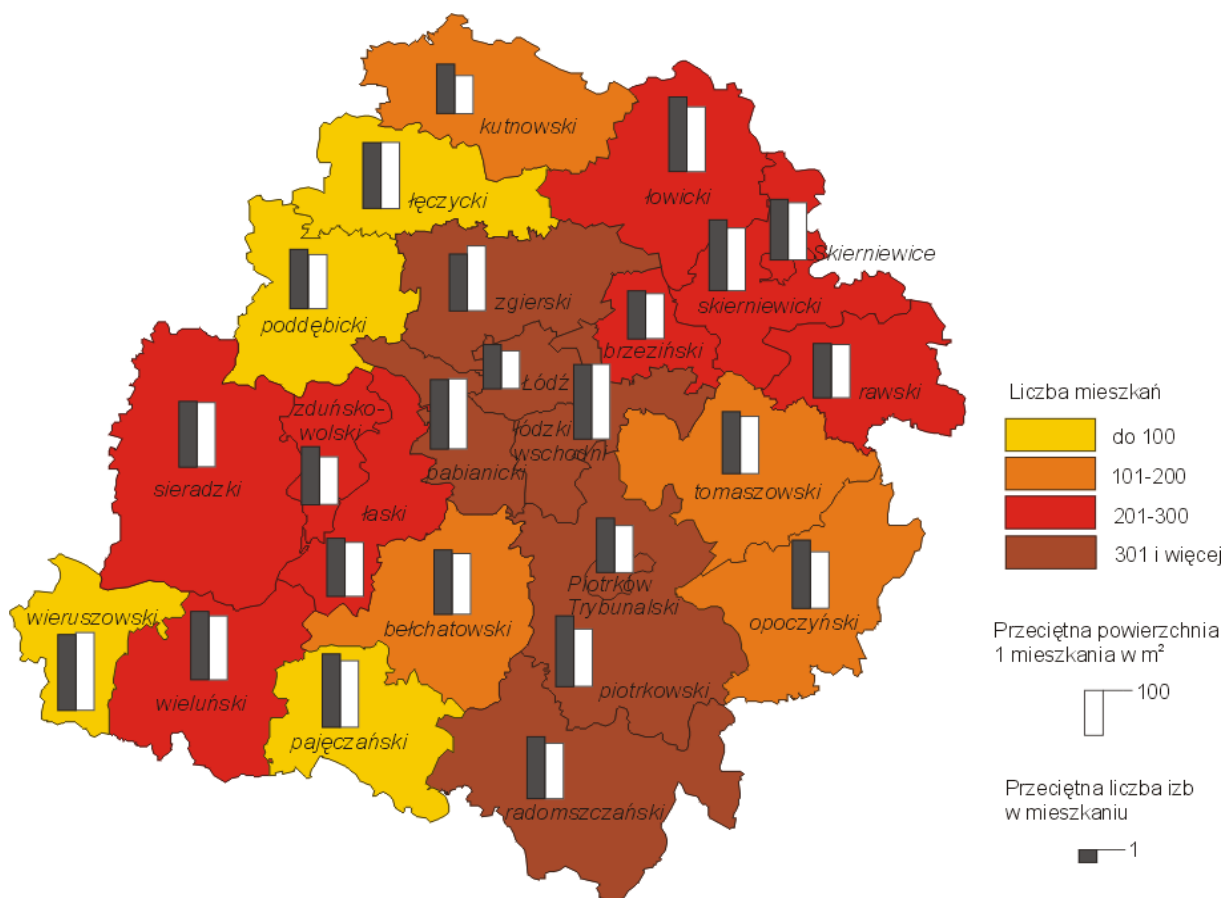 kutnowski
łęczycki
łowicki
Skierniewice
zgierski
skierniewicki
poddębicki
brzeziński
Łódź
rawski
zduńsko-
wolski
łódzki
wschodni
pabianicki
sieradzki
łaski
tomaszowski
Piotrków
Trybunalski
wieruszowski
bełchatowski
opoczyński
wieluński
piotrkowski
pajęczański
radomszczański
Liczba mieszkań
do 100
101-200
201-300
301 i więcej
Przeciętna powierzchnia
1 mieszkania w m²
100
Przeciętna liczba izb
w mieszkaniu
1